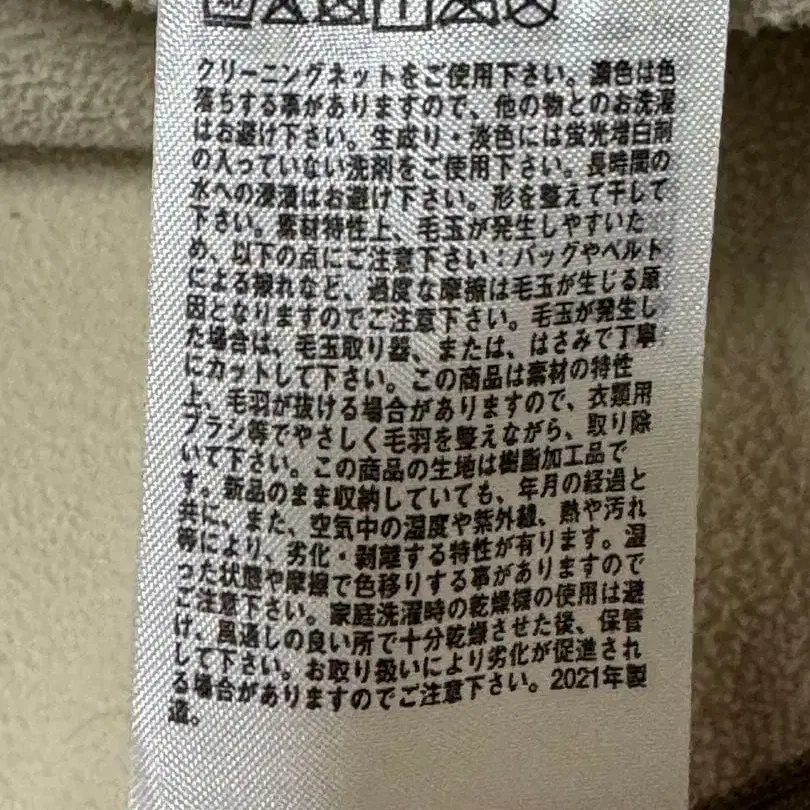 クリーニングネットをご使用下さい。濃色は色
落ちする事がありますので、他の物とのお洗濯
はお避け下さい。生成り・淡色には蛍光増白剤
の入っていない洗剤をご使用下さい。長時間の
水への浸漬はお避け下さい。形を整えて干して
下さい。素材特性上、毛玉が発生しやすいた
め、以下の点にご注意下さい：バッグやベルト
による擦れなど、過度な摩擦は毛玉が生じる原
因となりますのでご注意下さい。毛玉が発生し
た場合は、毛玉取り器、または、はさみで丁寧
にカットして下さい。この商品は素材の特性
上、毛羽が抜ける場合がありますので、衣類用
ブラシ等でやさしく毛羽を整えながら、取り除
いて下さい。この商品の生地は樹脂加工品で
す。新品のまま収納していても、年月の経過と
共に、また、空気中の湿度や紫外線、熱や汚れ
等により、劣化・剥離する特性が有ります。湿
った状態や摩擦で色移りする事がありますので
ご注意下さい。家庭洗濯時の乾燥機の使用は避
け、風通しの良い所で十分乾燥させた後、保管
して下さい。お取り扱いにより劣化が促進され
る場合がありますのでご注意下さい。2021年製
造。